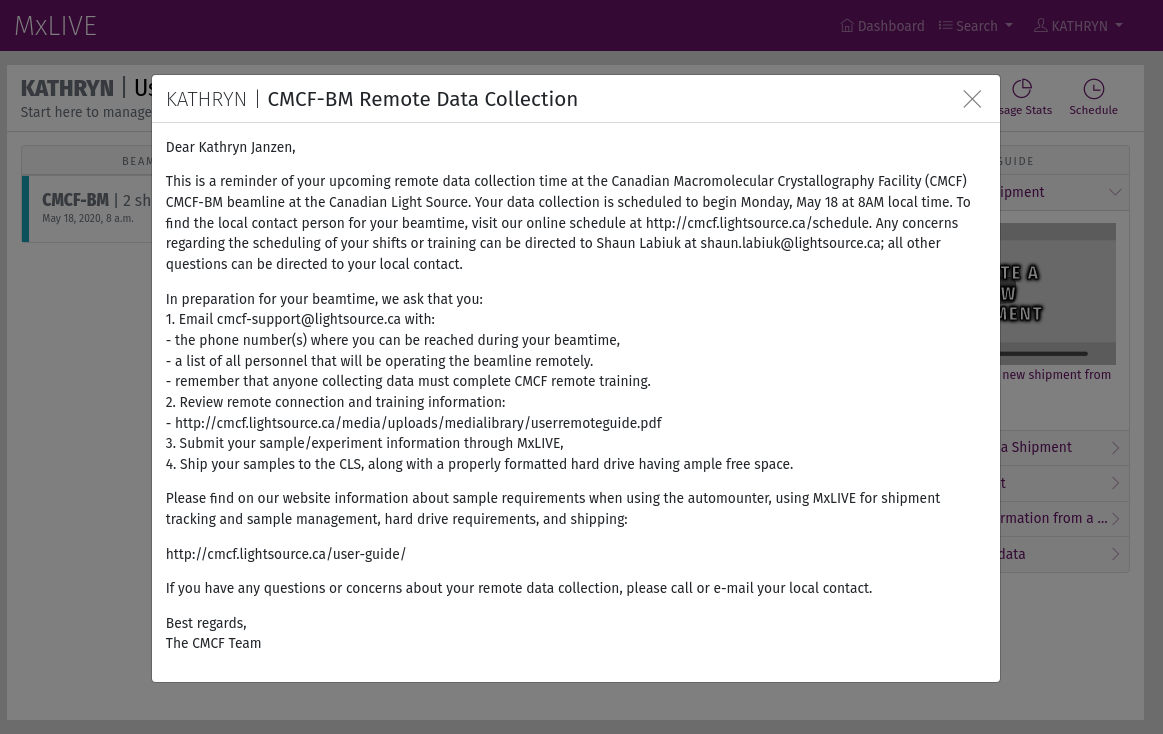 MxLIVE
Dashboard
Search
KATHRYN
KATHRYN | Us
Start here to manage
sage Stats
Schedule
BEAM
CMCF-BM | 2 sh
May 18, 2020, 8 a.m.
KATHRYN | CMCF-BM Remote Data Collection
Dear Kathryn Janzen,
This is a reminder of your upcoming remote data collection time at the Canadian Macromolecular Crystallography Facility (CMCF)
CMCF-BM beamline at the Canadian Light Source. Your data collection is scheduled to begin Monday, May 18 at 8AM local time. To
find the local contact person for your beamtime, visit our online schedule at http://cmcf.lightsource.ca/schedule. Any concerns
regarding the scheduling of your shifts or training can be directed to Shaun Labiuk at shaun.labiuk@lightsource.ca; all other
questions can be directed to your local contact.
In preparation for your beamtime, we ask that you:
1. Email cmcf-support@lightsource.ca with:
- the phone number(s) where you can be reached during your beamtime,
- a list of all personnel that will be operating the beamline remotely.
- remember that anyone collecting data must complete CMCF remote training.
2. Review remote connection and training information:
- http://cmcf.lightsource.ca/media/uploads/medialibrary/userremoteguide.pdf
3. Submit your sample/experiment information through MxLIVE,
4. Ship your samples to the CLS, along with a properly formatted hard drive having ample free space.
Please find on our website information about sample requirements when using the automounter, using MxLIVE for shipment
tracking and sample management, hard drive requirements, and shipping:
http://cmcf.lightsource.ca/user-guide/
If you have any questions or concerns about your remote data collection, please call or e-mail your local contact.
Best regards,
The CMCF Team
GUIDE
ipment
TE A
W
MENT
new shipment from
a Shipment
t
rmation from a ...
data